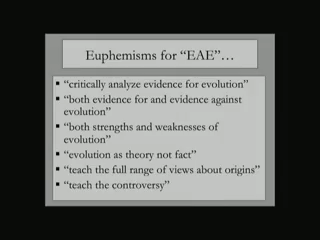 Euphemisms for “EAE”…
▪ “critically analyze evidence for evolution”
▪ “both evidence for and evidence against
evolution”
▪ “both strengths and weaknesses of
evolution”
▪ “evolution as theory not fact”
▪ “teach the full range of views about origins”
▪ “teach the controversy”